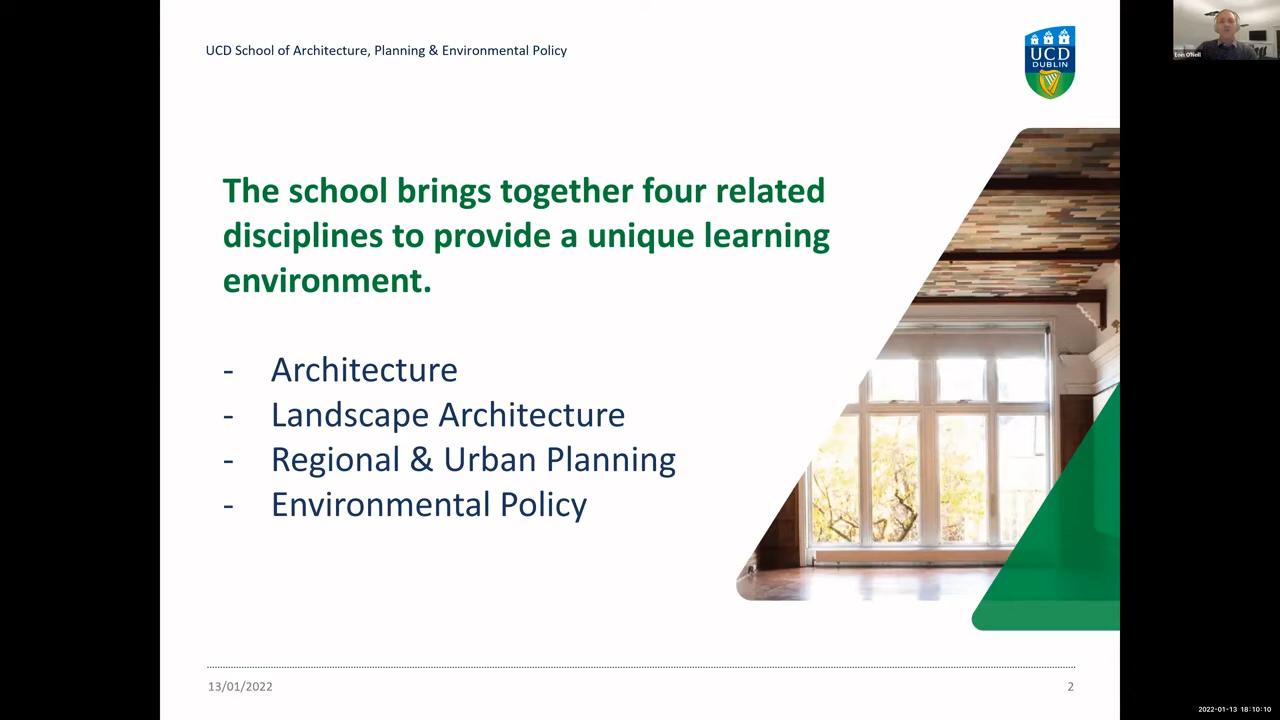 UCD School of Architecture, Planning & Environmental Policy
UCD
DUBLIN
Eoin O'Neill
The school brings together four related
disciplines to provide a unique learning
environment.
- Architecture
- Landscape Architecture
- Regional & Urban Planning
- Environmental Policy
13/01/2022
2
2022-01-13 18:10:10